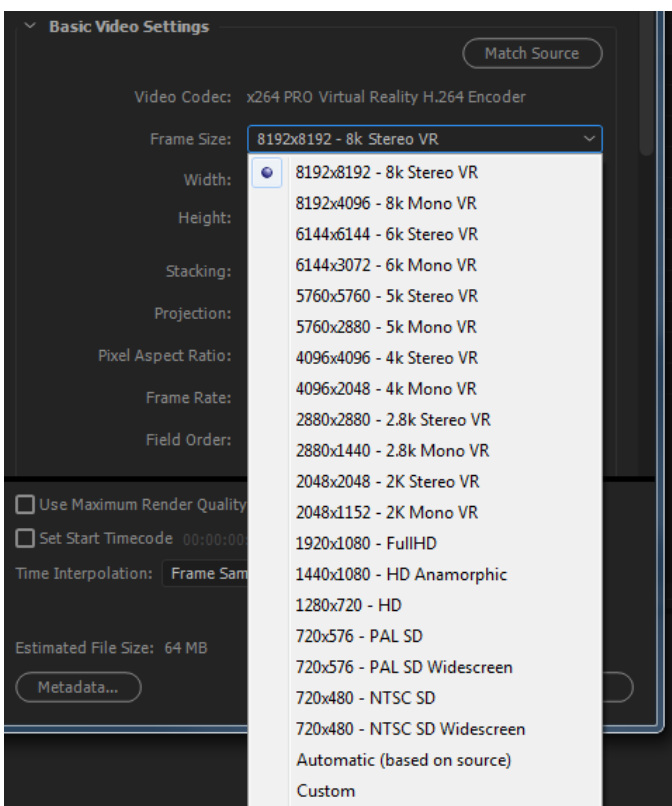 Basic Video Settings
Match Source
Video Codec: x264 PRO Virtual Reality H.264 Encoder
Frame Size: 8192x8192 - 8k Stereo VR
Width:
Height:
Stacking:
Projection:
Pixel Aspect Ratio:
Frame Rate:
Field Order:
8192x8192 - 8k Stereo VR
8192x4096 - 8k Mono VR
6144x6144 - 6k Stereo VR
6144x3072 - 6k Mono VR
5760x5760 - 5k Stereo VR
5760x2880 - 5k Mono VR
4096x4096 - 4k Stereo VR
4096x2048 - 4k Mono VR
2880x2880 - 2.8k Stereo VR
2880x1440 - 2.8k Mono VR
2048x2048 - 2K Stereo VR
2048x1152 - 2K Mono VR
1920x1080 - FullHD
1440x1080 - HD Anamorphic
1280x720 - HD
720x576 - PAL SD
720x576 - PAL SD Widescreen
720x480 - NTSC SD
720x480 - NTSC SD Widescreen
Automatic (based on source)
Custom
Use Maximum Render Quality
Set Start Timecode 00:00:00
Time Interpolation: Frame Sam
Estimated File Size: 64 MB
Metadata...